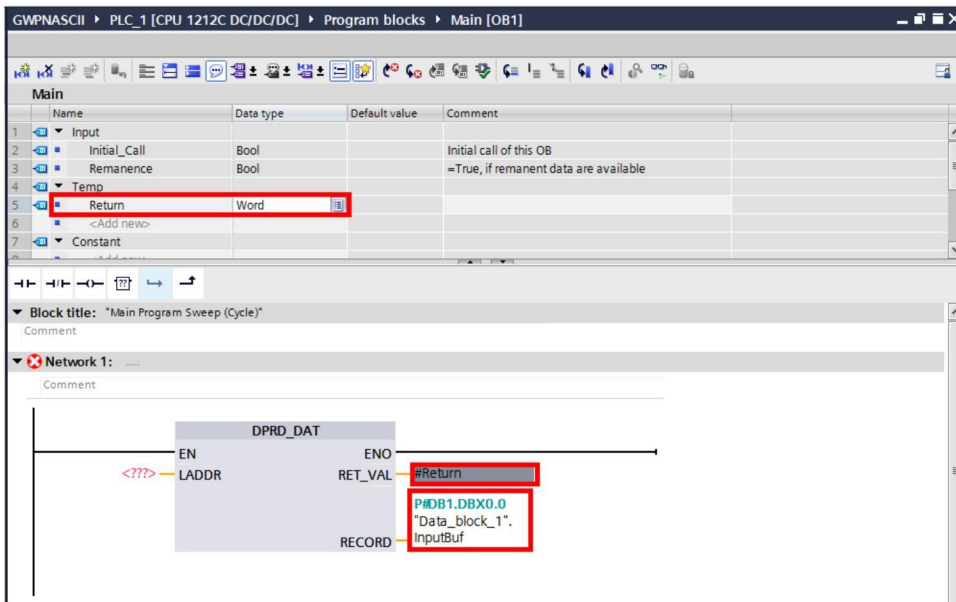 GWPNASCII ▸ PLC_1 [CPU 1212C DC/DC/DC] ▸ Program blocks ▸ Main [OB1]
Main
Name Data type Default value Comment
1 Input
2 Initial_Call Bool Initial call of this OB
3 Remanence Bool =True, if remanent data are available
4 Temp
5 Return Word
6 <Add new>
7 Constant
Block title: "Main Program Sweep (Cycle)"
Comment
Network 1: .....
Comment
DPRD_DAT
EN ENO
<???> LADDR RET_VAL #Return
P#DB1.DBX0.0
"Data_block_1".
RECORD InputBuf